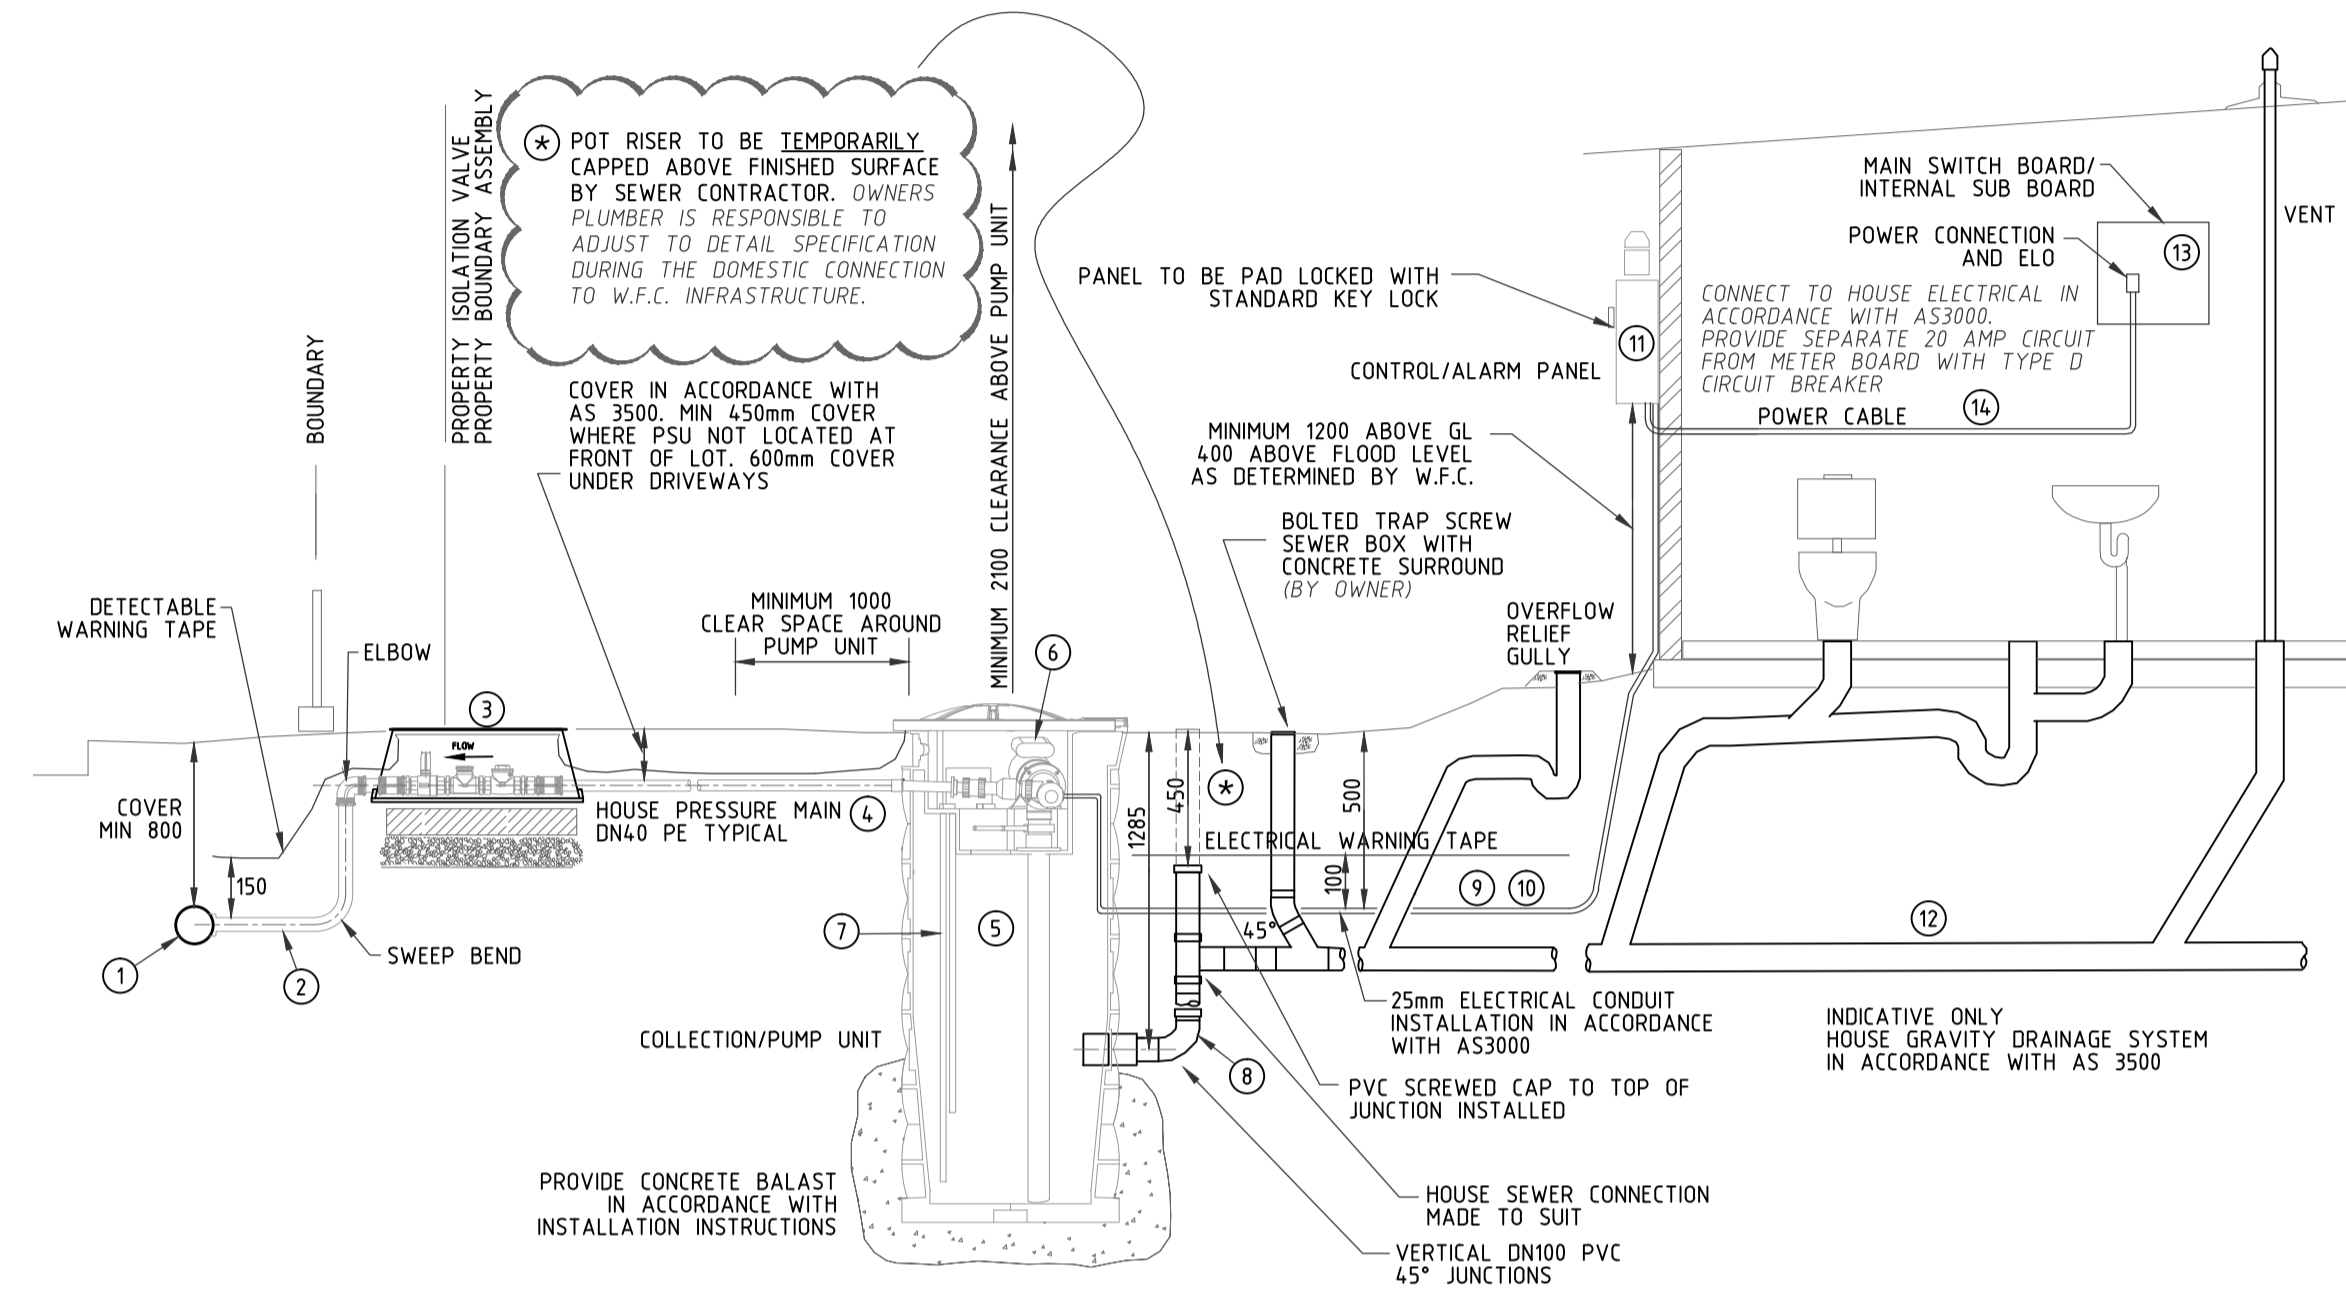 * POT RISER TO BE TEMPORARILY
CAPPED ABOVE FINISHED SURFACE
BY SEWER CONTRACTOR. OWNERS
PLUMBER IS RESPONSIBLE TO
ADJUST TO DETAIL SPECIFICATION
DURING THE DOMESTIC CONNECTION
TO W.F.C. INFRASTRUCTURE.
BOUNDARY
PROPERTY ISOLATION VALVE
PROPERTY BOUNDARY ASSEMBLY
COVER IN ACCORDANCE WITH
AS 3500. MIN 450mm COVER
WHERE PSU NOT LOCATED AT
FRONT OF LOT. 600mm COVER
UNDER DRIVEWAYS
MINIMUM 2100 CLEARANCE ABOVE PUMP UNIT
MAIN SWITCH BOARD/
INTERNAL SUB BOARD
VENT
POWER CONNECTION
AND ELO
13
PANEL TO BE PAD LOCKED WITH
STANDARD KEY LOCK
CONNECT TO HOUSE ELECTRICAL IN
ACCORDANCE WITH AS3000.
PROVIDE SEPARATE 20 AMP CIRCUIT
FROM METER BOARD WITH TYPE D
CIRCUIT BREAKER
11
CONTROL/ALARM PANEL
POWER CABLE
14
MINIMUM 1200 ABOVE GL
400 ABOVE FLOOD LEVEL
AS DETERMINED BY W.F.C.
BOLTED TRAP SCREW
SEWER BOX WITH
CONCRETE SURROUND
(BY OWNER)
OVERFLOW
RELIEF
GULLY
DETECTABLE
WARNING TAPE
ELBOW
MINIMUM 1000
CLEAR SPACE AROUND
PUMP UNIT
6
3
FLOW
COVER
MIN 800
HOUSE PRESSURE MAIN
DN40 PE TYPICAL
4
1285
450
*
500
ELECTRICAL WARNING TAPE
100
150
9
10
7
5
45°
12
1
2
SWEEP BEND
COLLECTION/PUMP UNIT
8
25mm ELECTRICAL CONDUIT
INSTALLATION IN ACCORDANCE
WITH AS3000
INDICATIVE ONLY
HOUSE GRAVITY DRAINAGE SYSTEM
IN ACCORDANCE WITH AS 3500
PVC SCREWED CAP TO TOP OF
JUNCTION INSTALLED
PROVIDE CONCRETE BALAST
IN ACCORDANCE WITH
INSTALLATION INSTRUCTIONS
HOUSE SEWER CONNECTION
MADE TO SUIT
VERTICAL DN100 PVC
45° JUNCTIONS